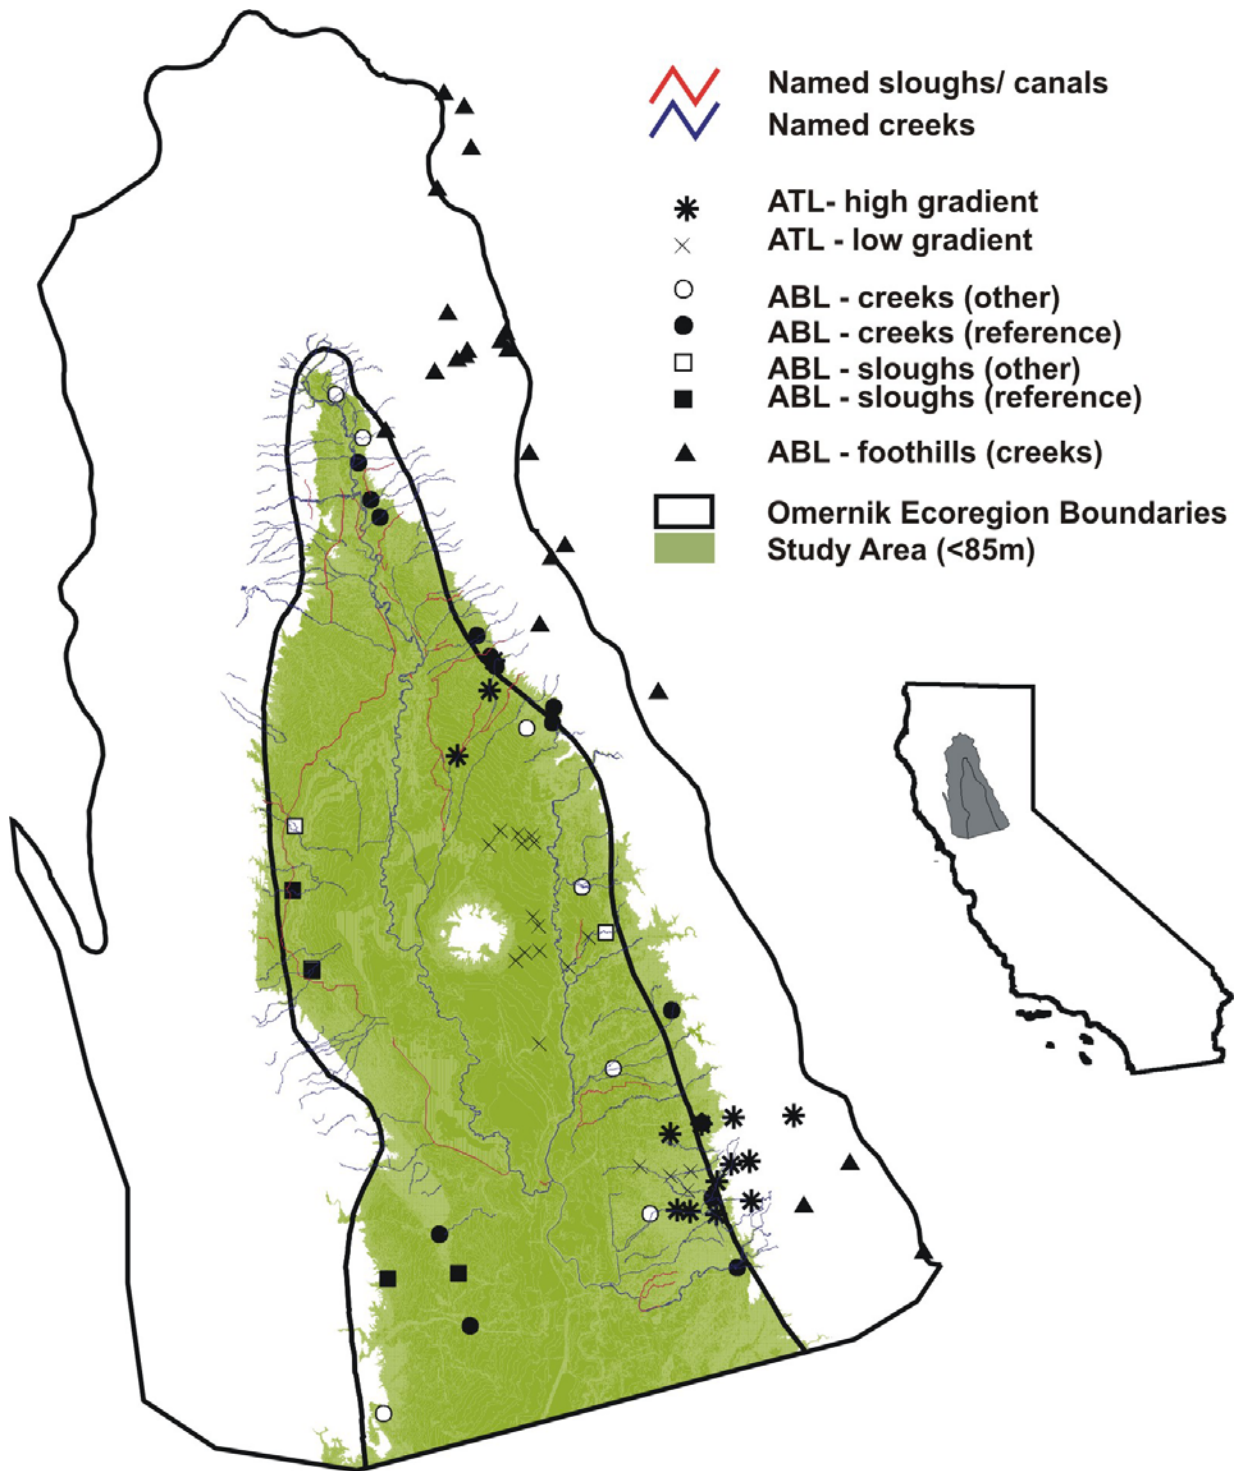 Named sloughs/ canals
Named creeks
ATL- high gradient
ATL - low gradient
ABL - creeks (other)
ABL - creeks (reference)
ABL - sloughs (other)
ABL - sloughs (reference)
ABL - foothills (creeks)
Omernik Ecoregion Boundaries
Study Area (<85m)